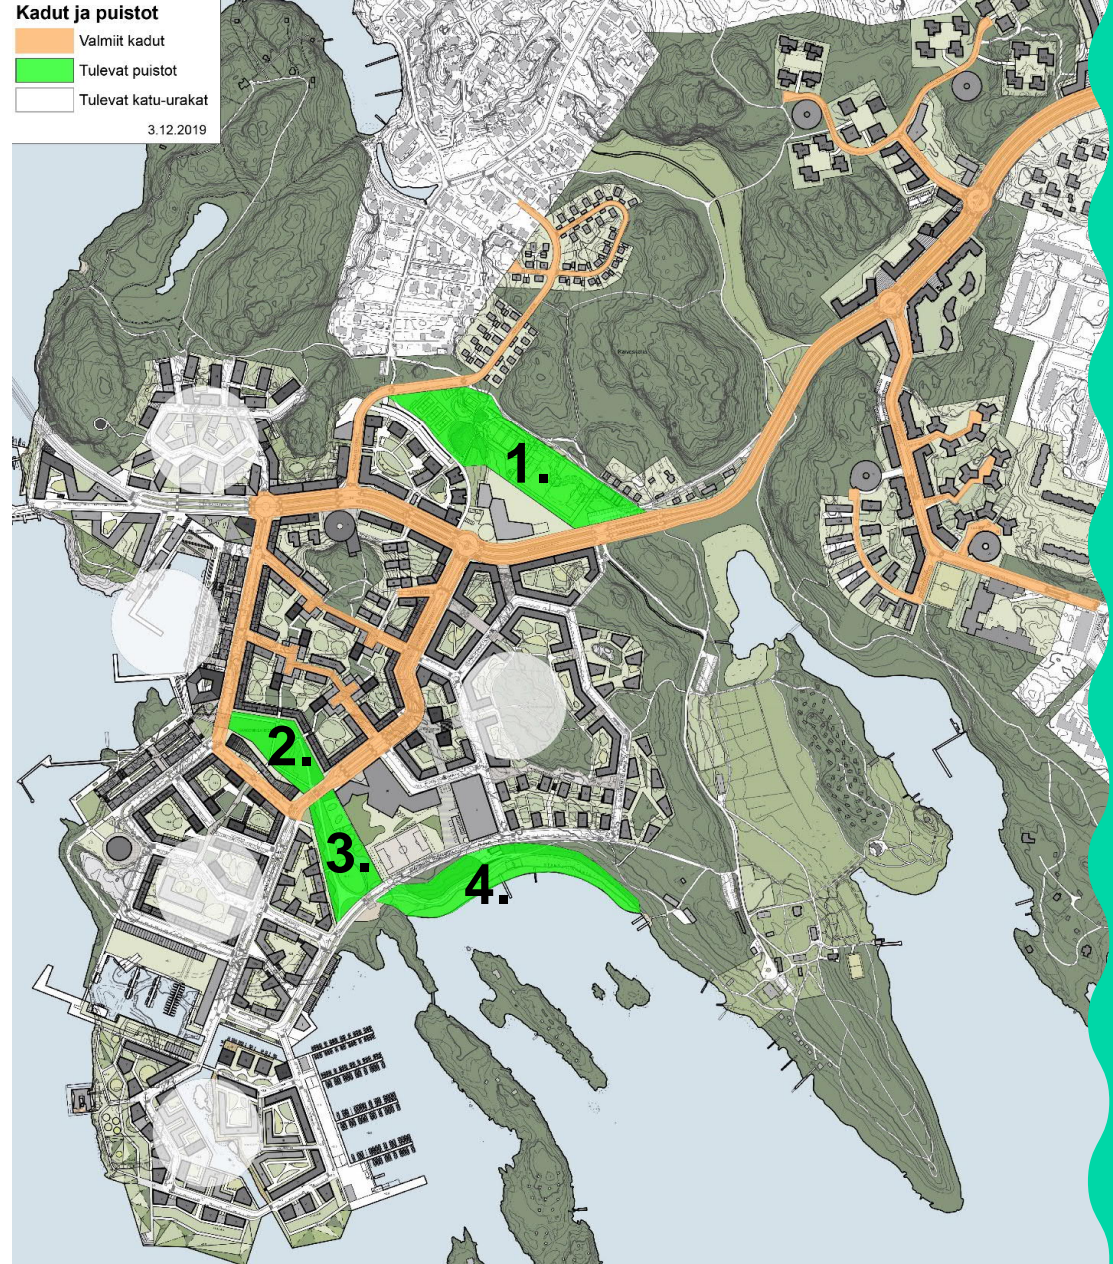 Kadut ja puistot
Valmiit kadut
Tulevat puistot
Tulevat katu-urakat
3.12.2019
1.
2.
3.
4.